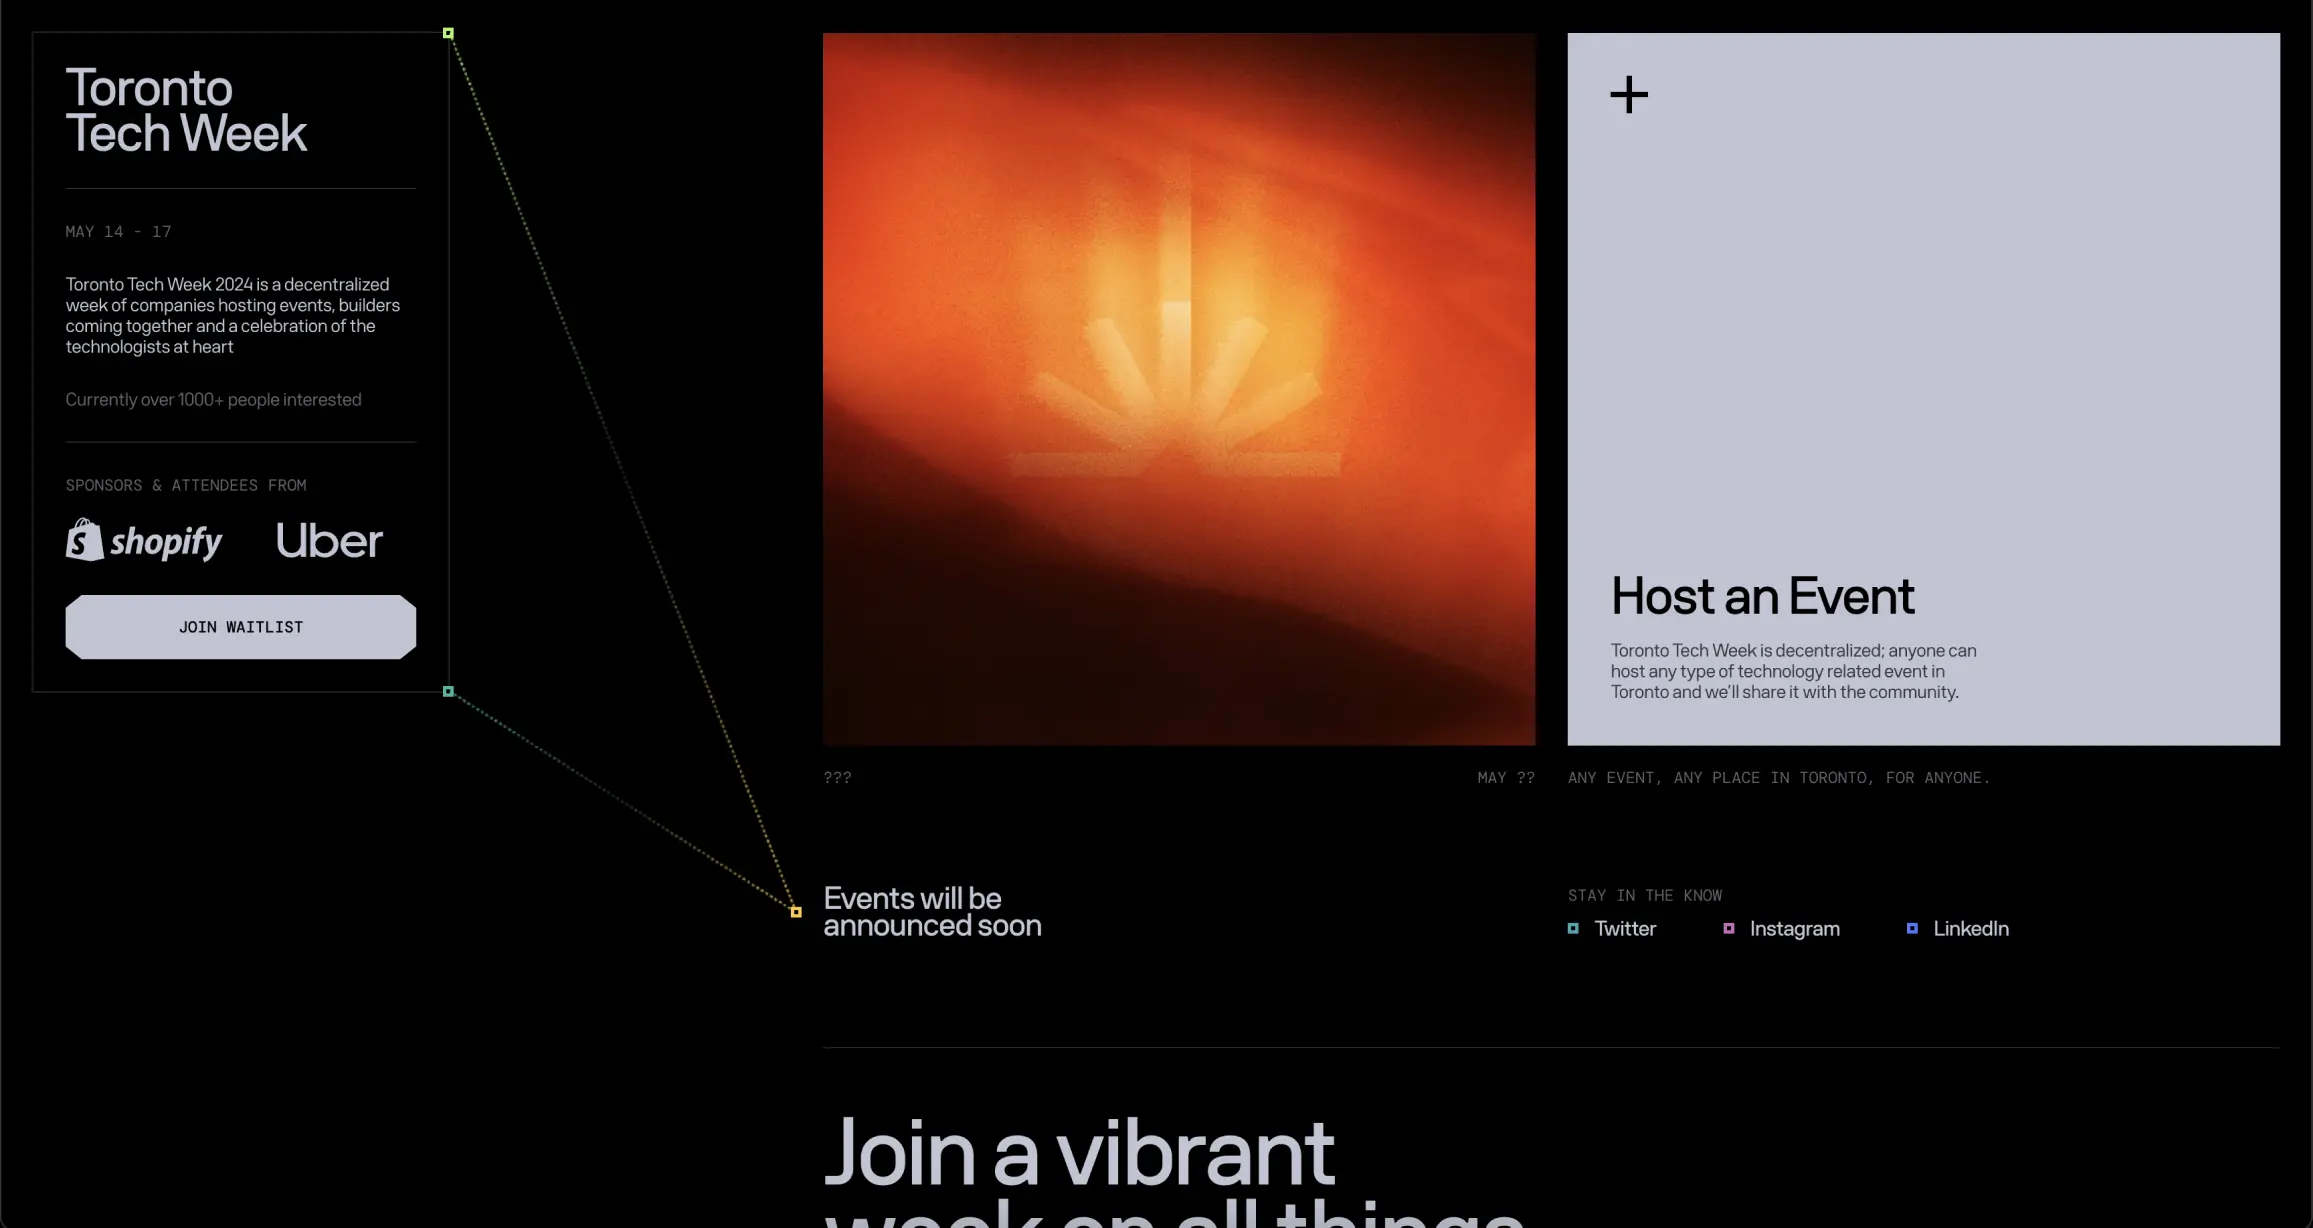 Toronto
Tech Week
MAY 14 - 17
Toronto Tech Week 2024 is a decentralized
week of companies hosting events, builders
coming together and a celebration of the
technologists at heart
Currently over 1000+ people interested
SPONSORS & ATTENDEES FROM
shopify
Uber
JOIN WAITLIST
???
MAY ??
Host an Event
Toronto Tech Week is decentralized; anyone can
host any type of technology related event in
Toronto and we'll share it with the community.
ANY EVENT, ANY PLACE IN TORONTO, FOR ANYONE.
Events will be
announced soon
STAY IN THE KNOW
Twitter
Instagram
LinkedIn
Join a vibrant
week on all things